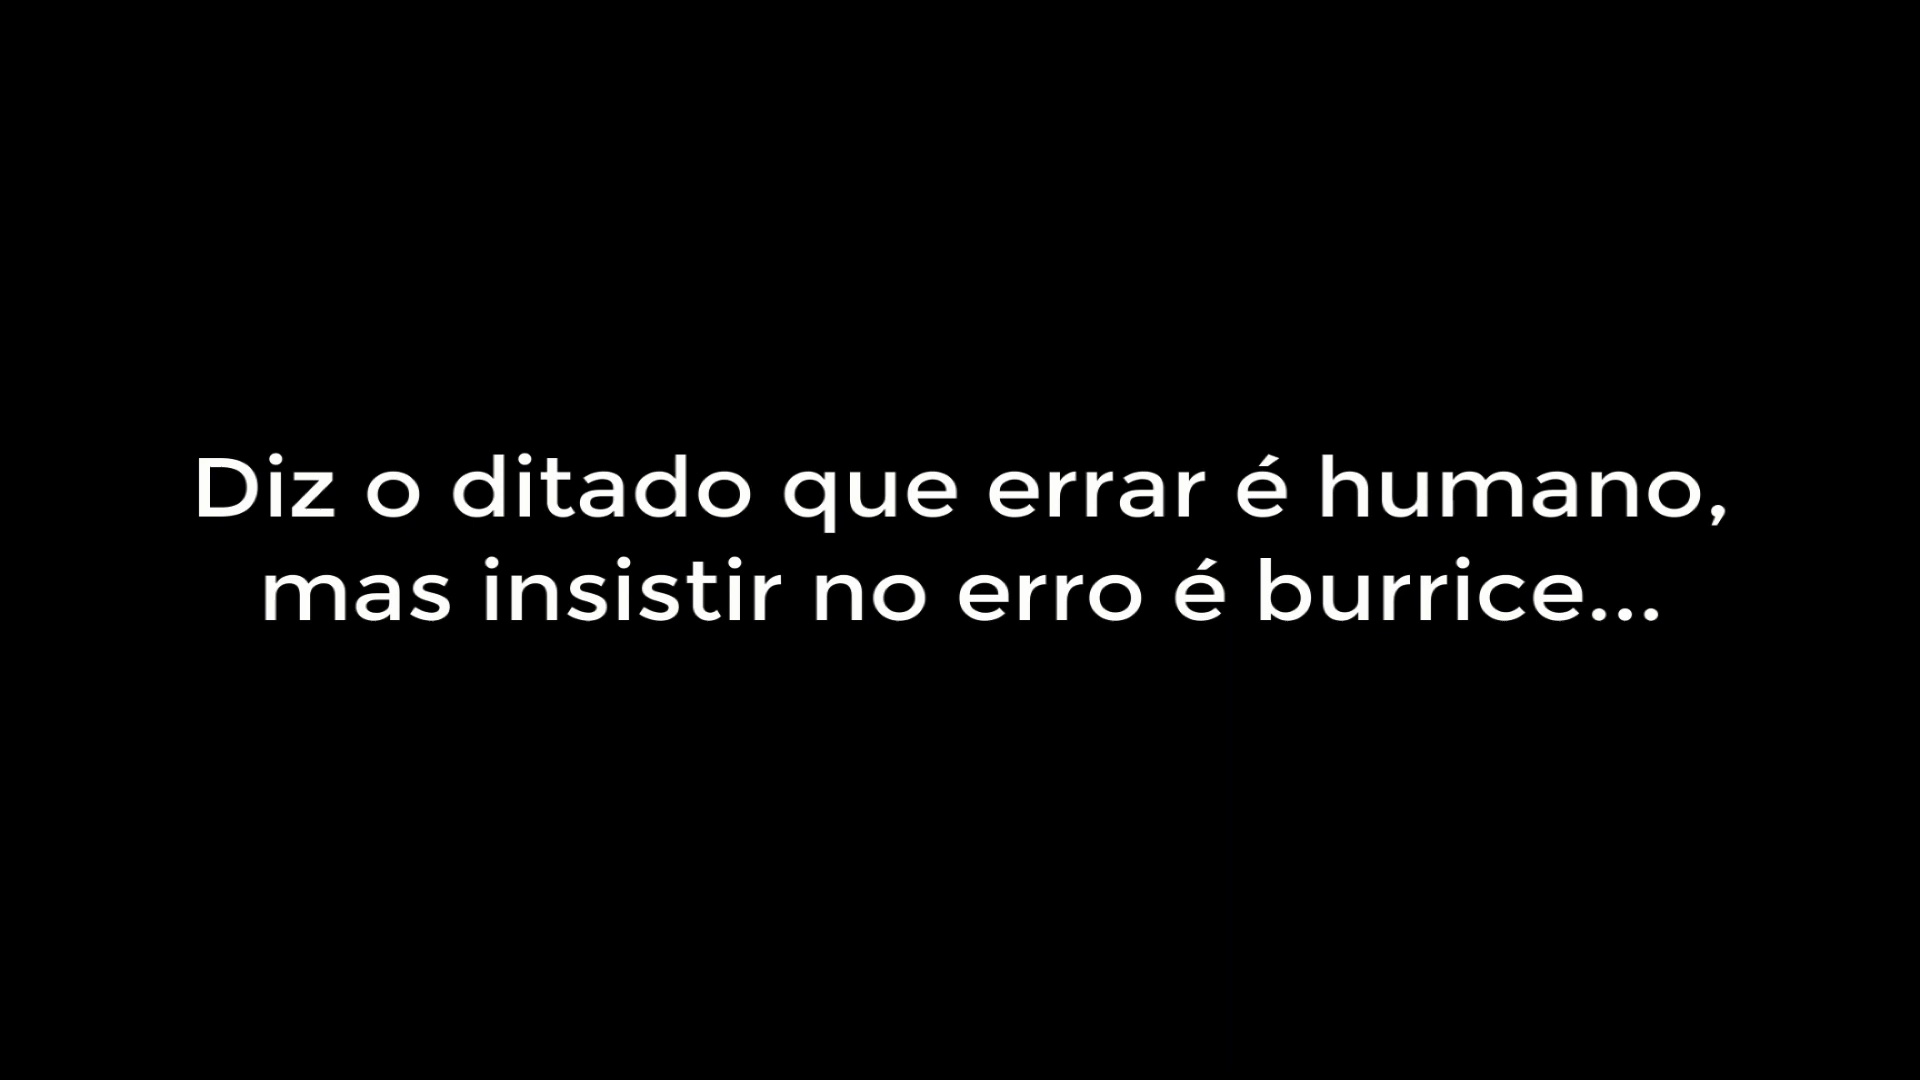 Diz o ditado que errar é humano,
mas insistir no erro é burrice...